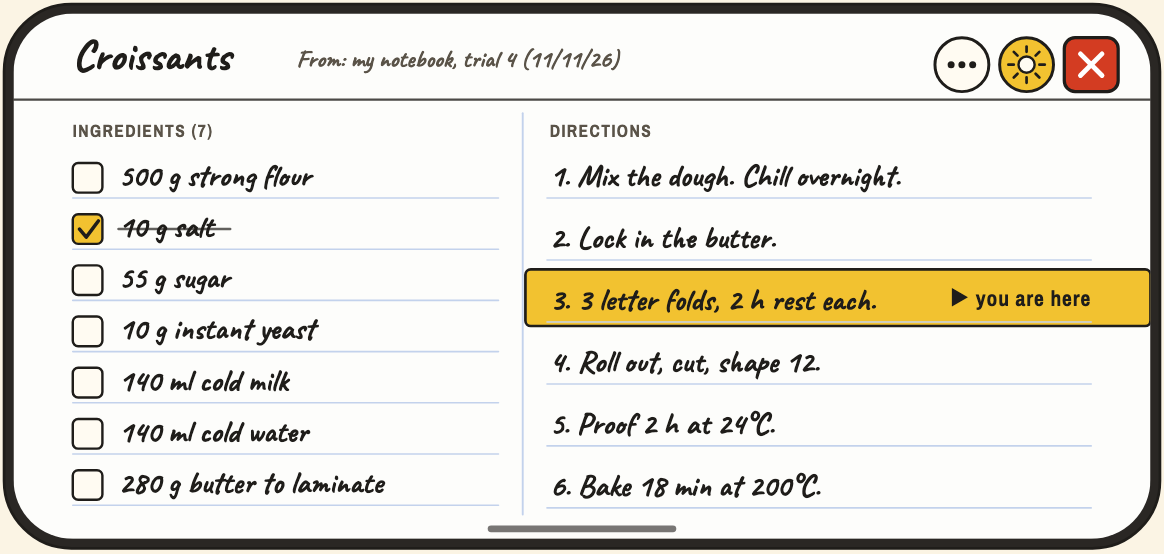 Croissants
From: my notebook, trial 4 (11/11/26)
INGREDIENTS (7)
500 g strong flour
10 g salt
55 g sugar
10 g instant yeast
140 ml cold milk
140 ml cold water
280 g butter to laminate
DIRECTIONS
1. Mix the dough. Chill overnight.
2. Lock in the butter.
3. 3 letter folds, 2 h rest each.
▶ you are here
4. Roll out, cut, shape 12.
5. Proof 2 h at 24°C.
6. Bake 18 min at 200°C.